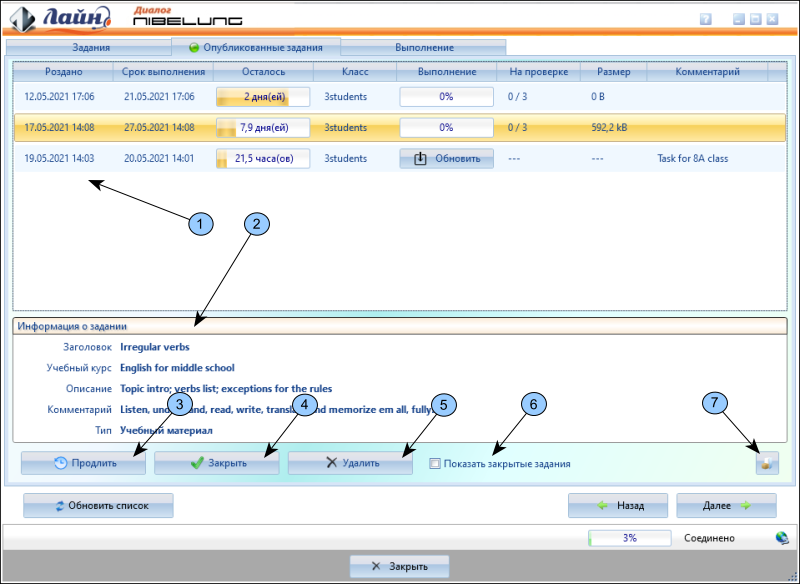 Лайн Диалог
NIBELUNG
Задания Опубликованные задания Выполнение
Роздано Срок выполнения Осталось Класс Выполнение На проверке Размер Комментарий
12.05.2021 17:06 21.05.2021 17:06 2 дня(ей) 3students 0% 0 / 3 0 B
17.05.2021 14:08 27.05.2021 14:08 7,9 дня(ей) 3students 0% 0 / 3 592,2 kB
19.05.2021 14:03 20.05.2021 14:01 21,5 часа(ов) 3students Обновить --- --- Task for 8A class
1 2
Информация о задании
Заголовок Irregular verbs
Учебный курс English for middle school
Описание Topic intro; verbs list; exceptions for the rules
Комментарий Listen, und and, read, write, trans nd memorize em all, fully
Тип Учебный материал
3 4 5 6 7
Продлить Закрыть Удалить Показать закрытые задания
Обновить список Назад Далее
3% Соединено
Закрыть